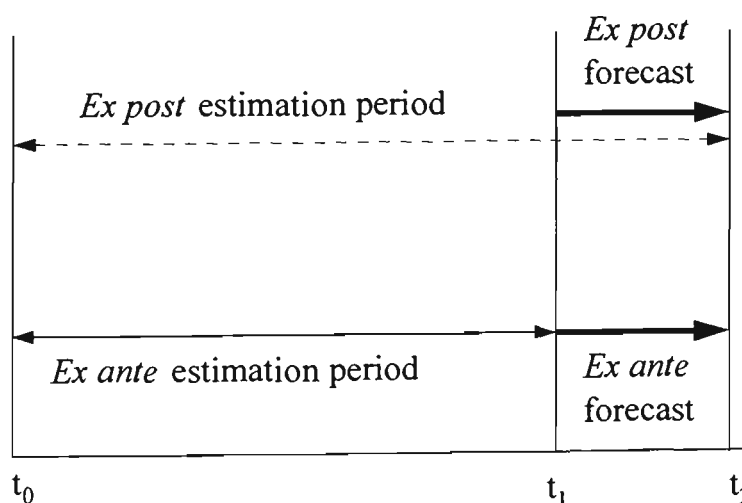 Ex post
forecast
Ex post estimation period
Ex ante estimation period
Ex ante
forecast
t₀
t₁